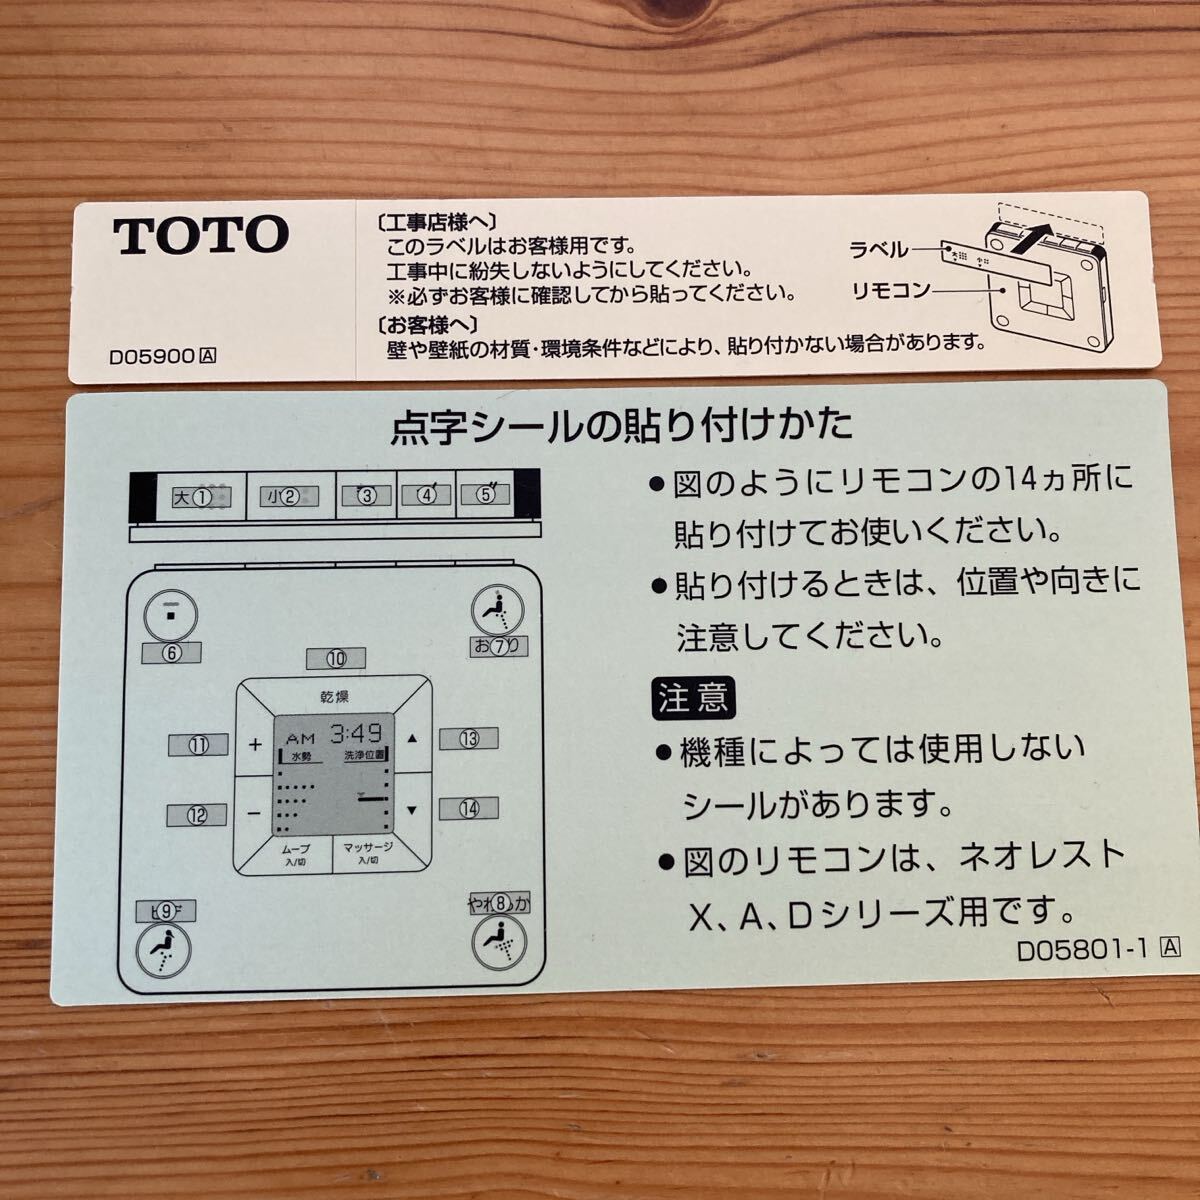 TOTO
D05900 A
〔工事店様へ〕
このラベルはお客様用です。
工事中に紛失しないようにしてください。
※必ずお客様に確認してから貼ってください。
〔お客様へ〕
壁や壁紙の材質・環境条件などにより、貼り付かない場合があります。
ラベル
リモコン
大 小
点字シールの貼り付けかた
大 ① 小 ② ③ ④ ⑤
⑥
お ⑦ り
⑩
乾燥
⑪ + AM 3:49 ▲ ⑬
水勢 洗浄位置
⑫ − ▼ ⑭
ムーブ
入/切
マッサージ
入/切
ビ ⑨ デ
やわ ⑧ らか
●図のようにリモコンの14ヵ所に
貼り付けてお使いください。
●貼り付けるときは、位置や向きに
注意してください。
注意
●機種によっては使用しない
シールがあります。
●図のリモコンは、ネオレスト
X、A、Dシリーズ用です。
D05801-1 A